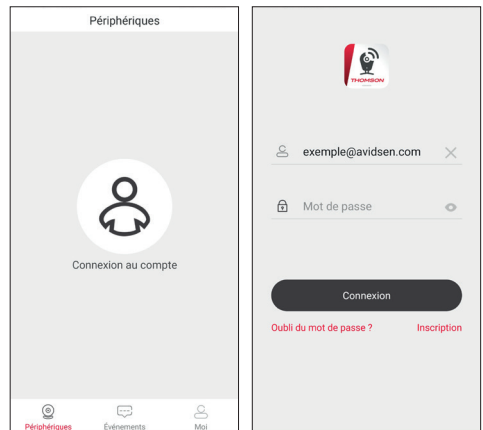 Périphériques
Connexion au compte
Périphériques
Événements
Moi
THOMSON
exemple@avidsen.com
Mot de passe
Connexion
Oubli du mot de passe ?
Inscription